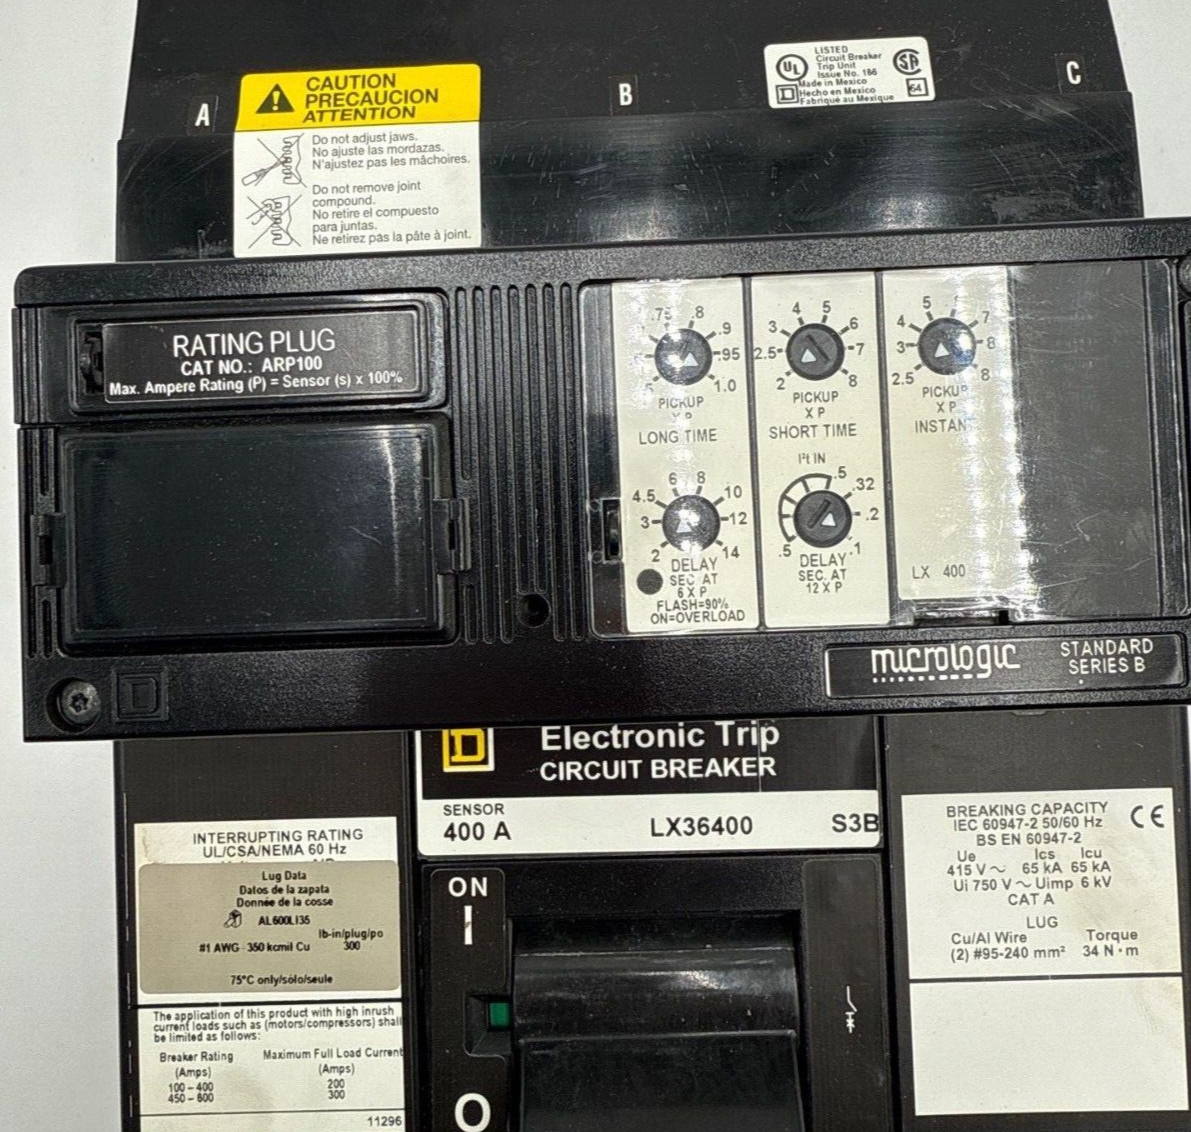 A
CAUTION
PRECAUCION
ATTENTION
Do not adjust jaws.
No ajuste las mordazas.
N'ajustez pas les mâchoires.
Do not remove joint
compound.
No retire el compuesto
para juntas.
Ne retirez pas la pâte à joint.
B
UL
LISTED
Circuit Breaker
Trip Unit
Issue No. 186
Made in Mexico
Hecho en Mexico
Fabriqué au Mexique
SA
64
C
RATING PLUG
CAT NO.: ARP100
Max. Ampere Rating (P) = Sensor (s) x 100%
.75 .8
.9
.95
1.0
PICKUP
X P
LONG TIME
4 5
3 6
2.5 7
2 8
PICKUP
X P
SHORT TIME
5
4 7
3 8
2.5 8
PICKUP
X P
INSTAN
6 8
4.5 10
3 12
2 14
DELAY
SEC AT
6 X P
FLASH=90%
ON=OVERLOAD
I²t IN
.5
.32
.2
.5 .1
DELAY
SEC. AT
12 X P
LX 400
micrologic
STANDARD
SERIES B
Electronic Trip
CIRCUIT BREAKER
SENSOR
400 A LX36400 S3B
ON
I
O
INTERRUPTING RATING
UL/CSA/NEMA 60 Hz
Lug Data
Datos de la zapata
Donnée de la cosse
AL600LI35
lb-in/plug/po
#1 AWG - 350 kcmil Cu 300
75°C only/sólo/seule
The application of this product with high inrush
current loads such as (motors/compressors) shall
be limited as follows:
Breaker Rating Maximum Full Load Current
(Amps) (Amps)
100 – 400 200
450 – 600 300
11296
BREAKING CAPACITY
IEC 60947-2 50/60 Hz
BS EN 60947-2
CE
Ue Ics Icu
415 V ~ 65 kA 65 kA
Ui 750 V ~ Uimp 6 kV
CAT A
LUG
Cu/Al Wire Torque
(2) #95-240 mm² 34 N·m